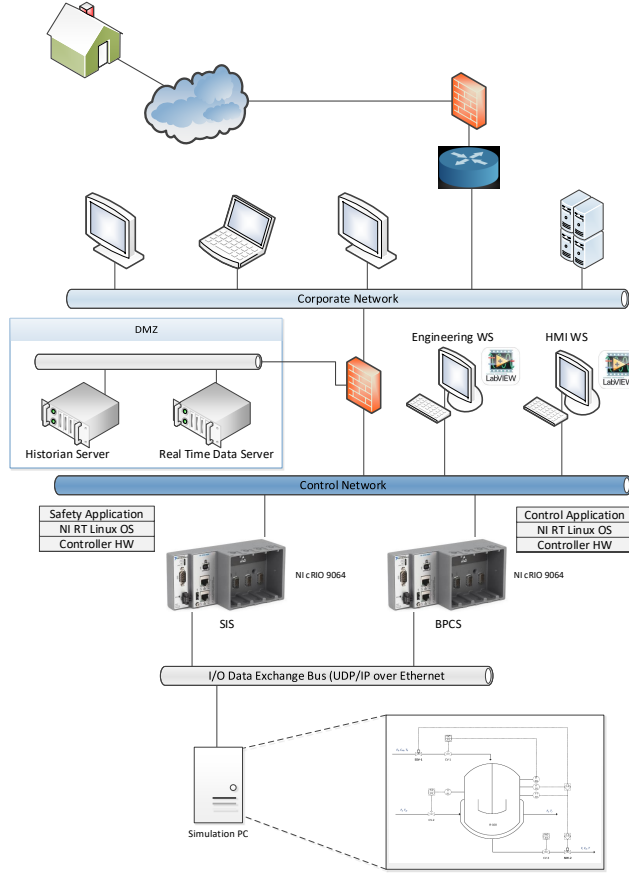 Corporate Network
DMZ
Engineering WS
HMI WS
LabVIEW
LabVIEW
Historian Server
Real Time Data Server
Control Network
Safety Application
NI RT Linux OS
Controller HW
Control Application
NI RT Linux OS
Controller HW
NI cRIO 9064
NI cRIO 9064
SIS
BPCS
I/O Data Exchange Bus (UDP/IP over Ethernet
Simulation PC